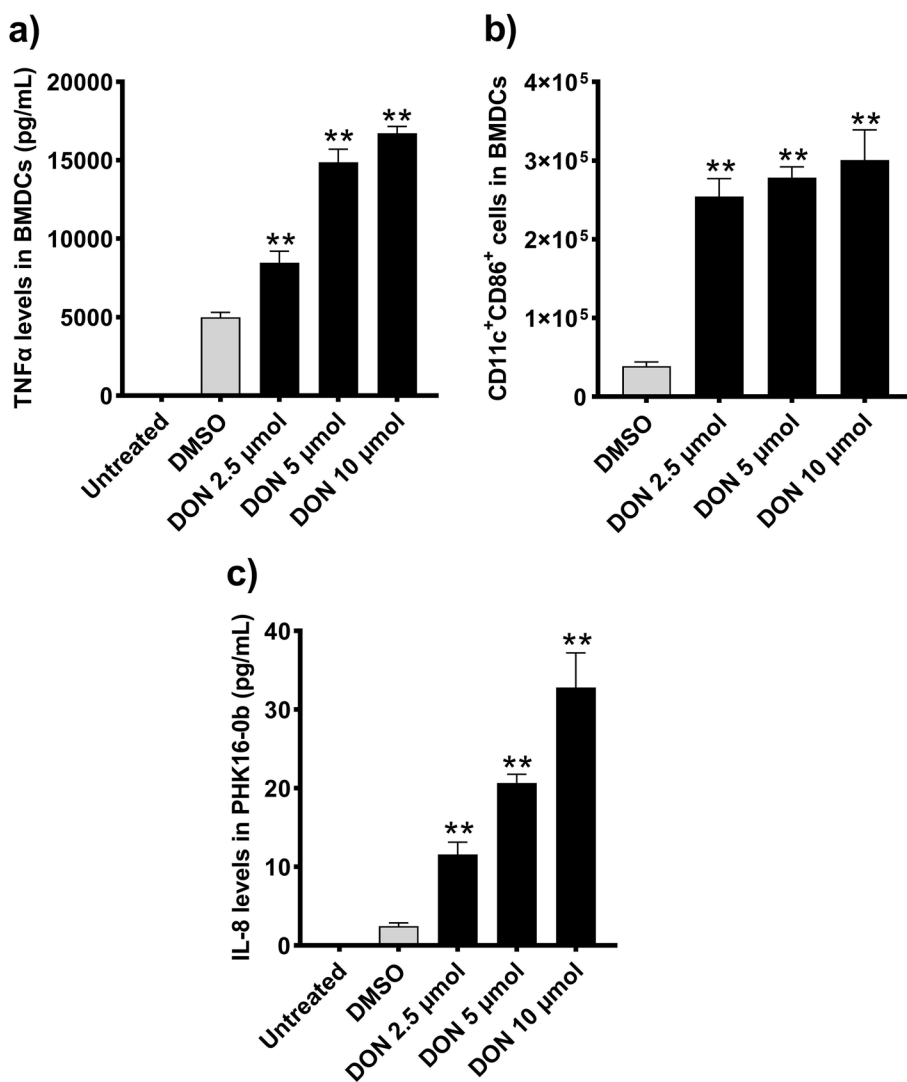 a)
TNFα levels in BMDCs (pg/mL)
20000
15000
10000
5000
0
**
**
**
Untreated
DMSO
DON 2.5 µmol
DON 5 µmol
DON 10 µmol
b)
CD11c⁺CD86⁺ cells in BMDCs
4×10⁵
3×10⁵
2×10⁵
1×10⁵
0
**
**
**
DMSO
DON 2.5 µmol
DON 5 µmol
DON 10 µmol
c)
IL-8 levels in PHK16-0b (pg/mL)
40
30
20
10
0
**
**
**
Untreated
DMSO
DON 2.5 µmol
DON 5 µmol
DON 10 µmol